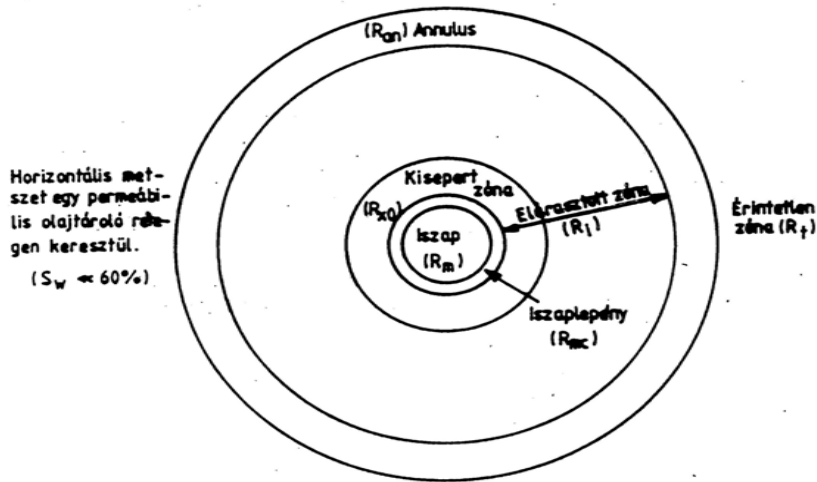 (Ran) Annulus
Horizontális met-
szet egy permeábi-
lis olajtároló réte-
gen keresztül.
(Sw ≪ 60%)
Kisepert
zóna
(Rxo)
Iszap
(Rm)
Elárasztott zóna
(Ri)
Iszaplepény
(Rmc)
Érintetlen
zóna (Rt)